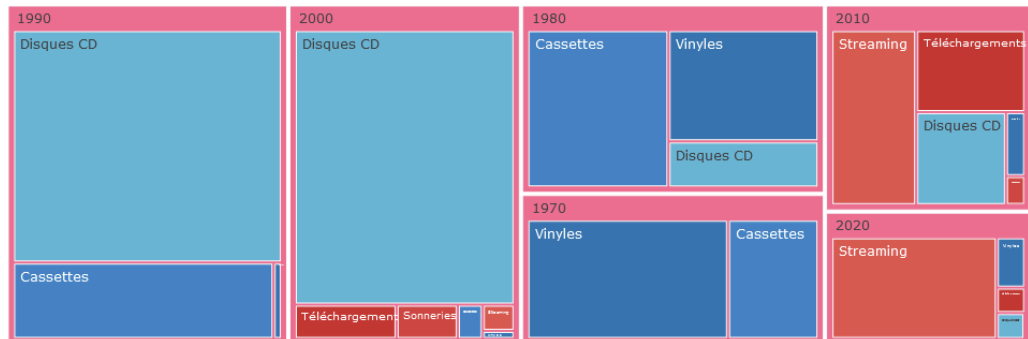 1990
Disques CD
Cassettes
2000
Disques CD
Téléchargement
Sonneries
Streaming
1980
Cassettes
Vinyles
Disques CD
1970
Vinyles
Cassettes
2010
Streaming
Téléchargements
Disques CD
2020
Streaming
Vinyles